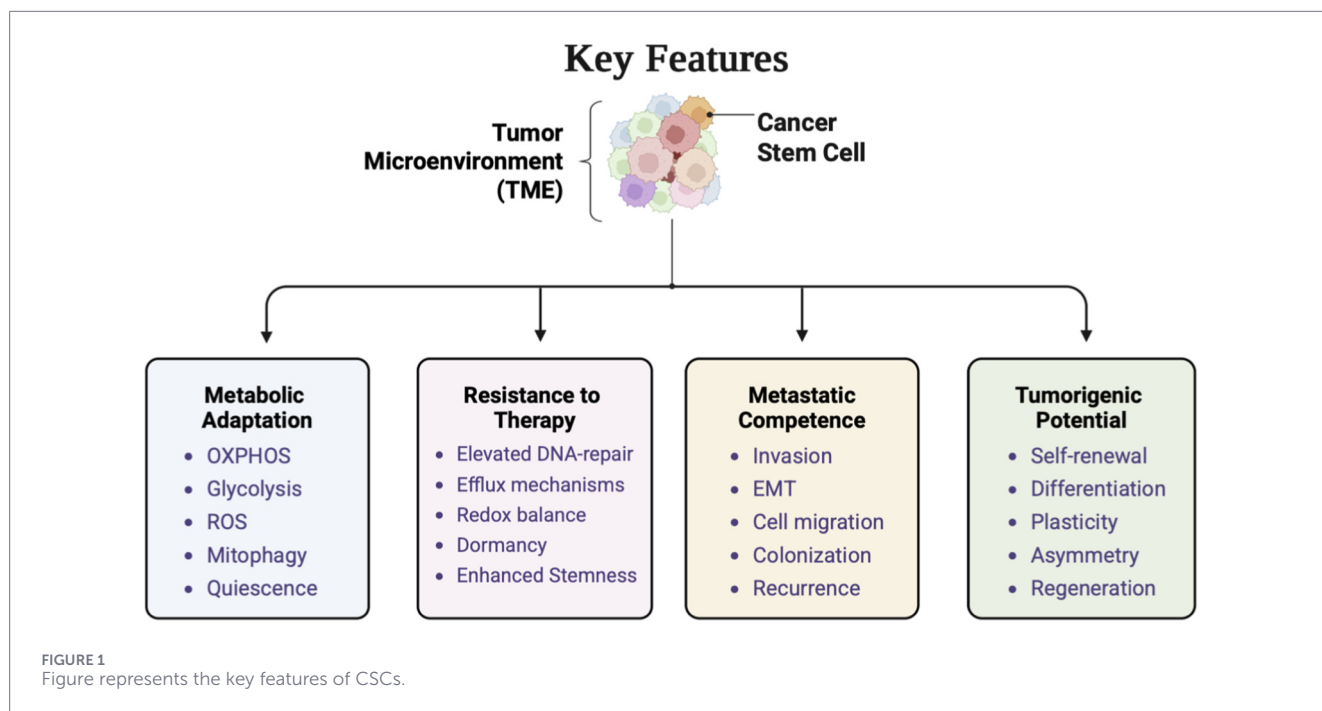 Key Features
Tumor
Microenvironment
(TME)
Cancer
Stem Cell
Metabolic
Adaptation
• OXPHOS
• Glycolysis
• ROS
• Mitophagy
• Quiescence
Resistance to
Therapy
• Elevated DNA-repair
• Efflux mechanisms
• Redox balance
• Dormancy
• Enhanced Stemness
Metastatic
Competence
• Invasion
• EMT
• Cell migration
• Colonization
• Recurrence
Tumorigenic
Potential
• Self-renewal
• Differentiation
• Plasticity
• Asymmetry
• Regeneration
FIGURE 1
Figure represents the key features of CSCs.